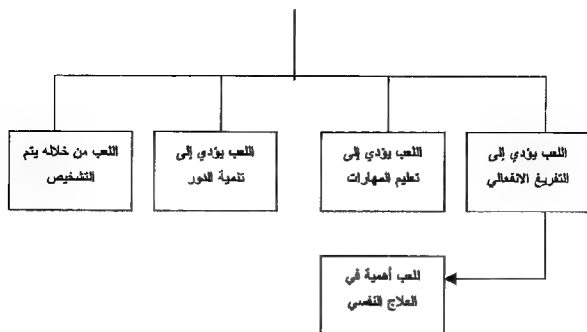 اللعب يؤدي إلى
التفريغ الانفعالي
اللعب يؤدي إلى
تعليم المهارات
اللعب يؤدي إلى
تنمية الدور
اللعب من خلاله يتم
التشخيص
للعب أهمية في
العلاج النفسي